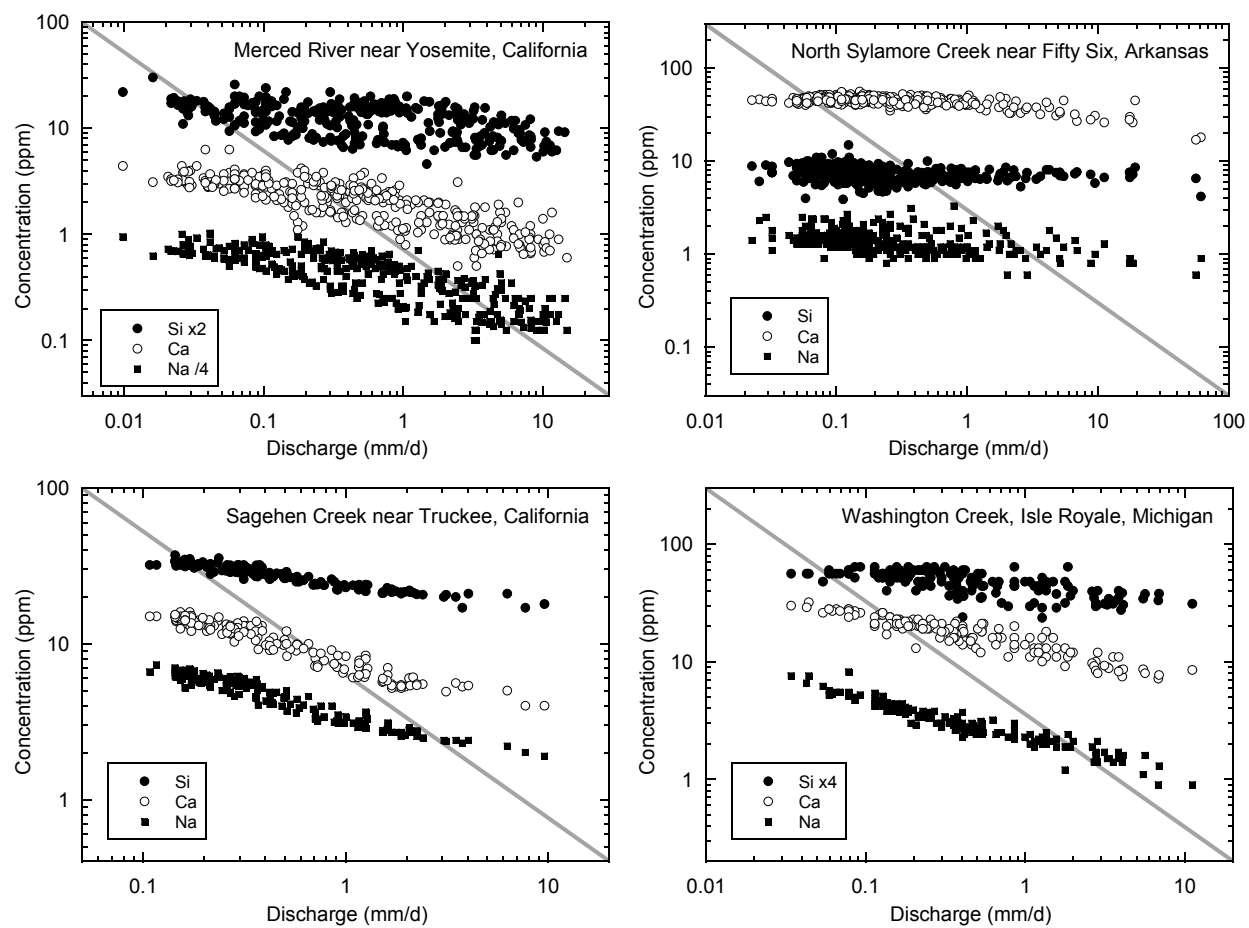 Merced River near Yosemite, California
Concentration (ppm)
100
10
1
0.1
Si x2
Ca
Na /4
0.01
0.1
1
10
Discharge (mm/d)
North Sylamore Creek near Fifty Six, Arkansas
Concentration (ppm)
100
10
1
0.1
Si
Ca
Na
0.01
0.1
1
10
100
Discharge (mm/d)
Sagehen Creek near Truckee, California
Concentration (ppm)
100
10
1
Si
Ca
Na
0.1
1
10
Discharge (mm/d)
Washington Creek, Isle Royale, Michigan
Concentration (ppm)
100
10
1
Si x4
Ca
Na
0.01
0.1
1
10
Discharge (mm/d)